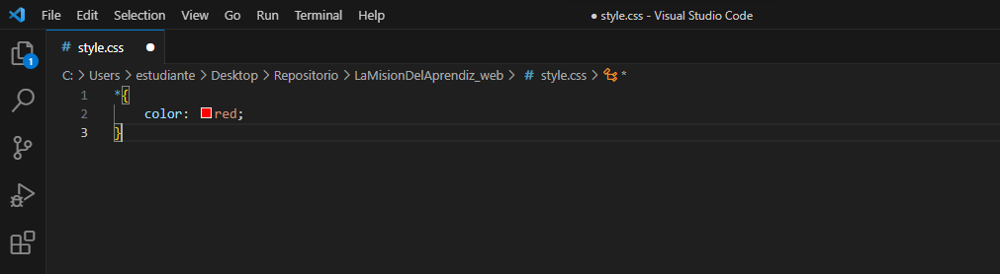 File Edit Selection View Go Run Terminal Help ● style.css - Visual Studio Code
# style.css ●
1
C: > Users > estudiante > Desktop > Repositorio > LaMisionDelAprendiz_web > # style.css > *
1 *{
2 color: red;
3 }